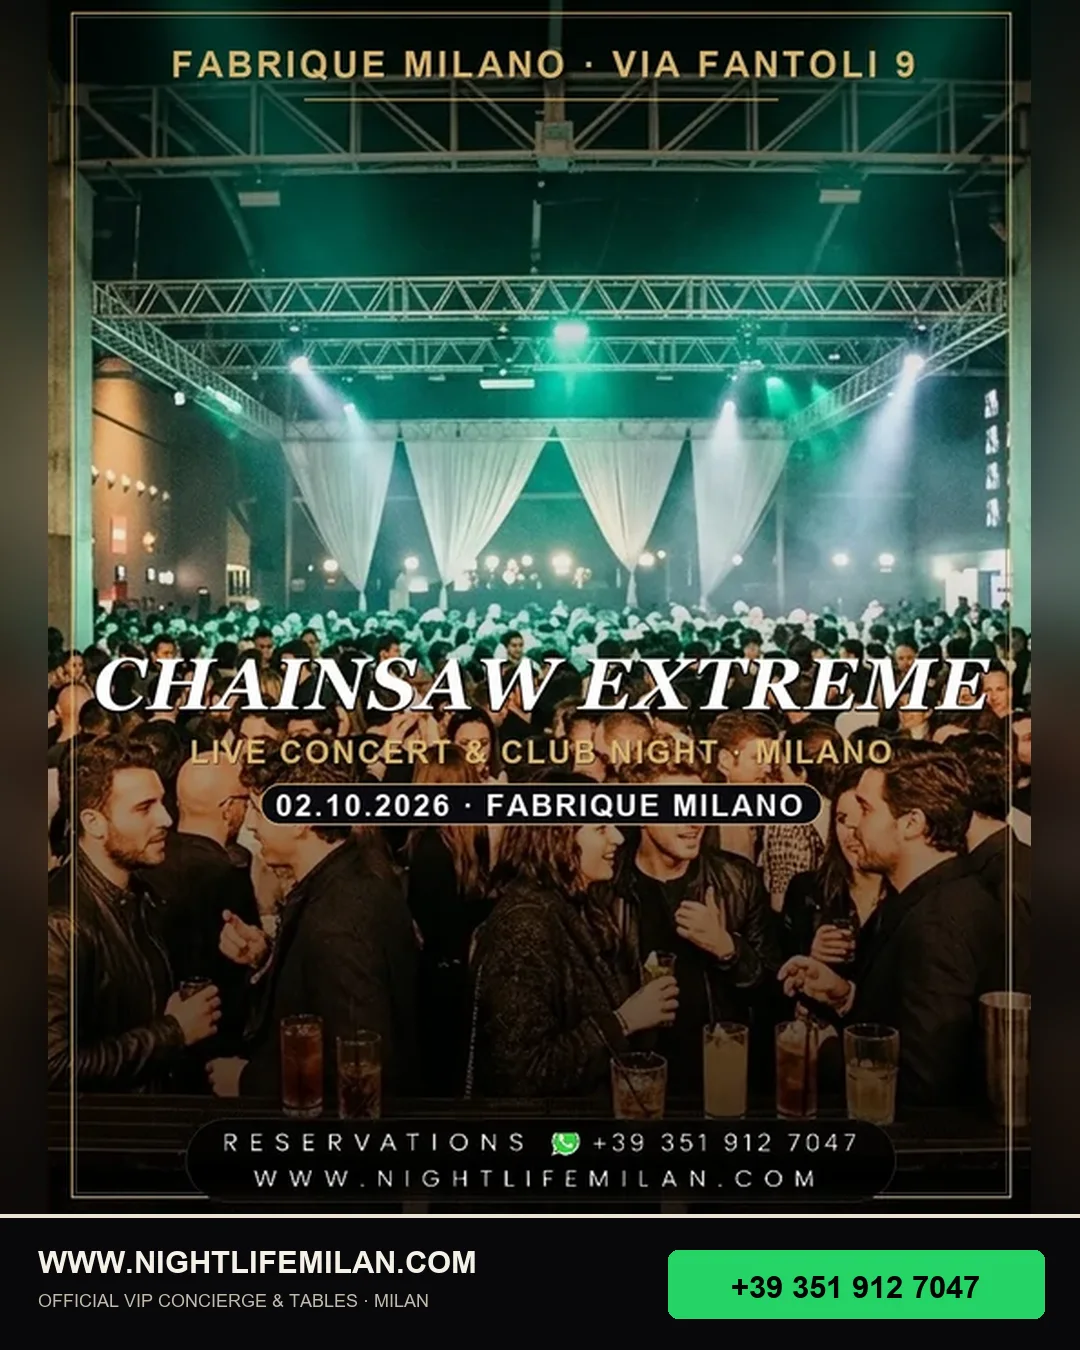 FABRIQUE MILANO · VIA FANTOLI 9
CHAINSAW EXTREME
LIVE CONCERT & CLUB NIGHT · MILANO
02.10.2026 · FABRIQUE MILANO
RESERVATIONS +39 351 912 7047
WWW.NIGHTLIFEMILAN.COM
WWW.NIGHTLIFEMILAN.COM
OFFICIAL VIP CONCIERGE & TABLES · MILAN
+39 351 912 7047